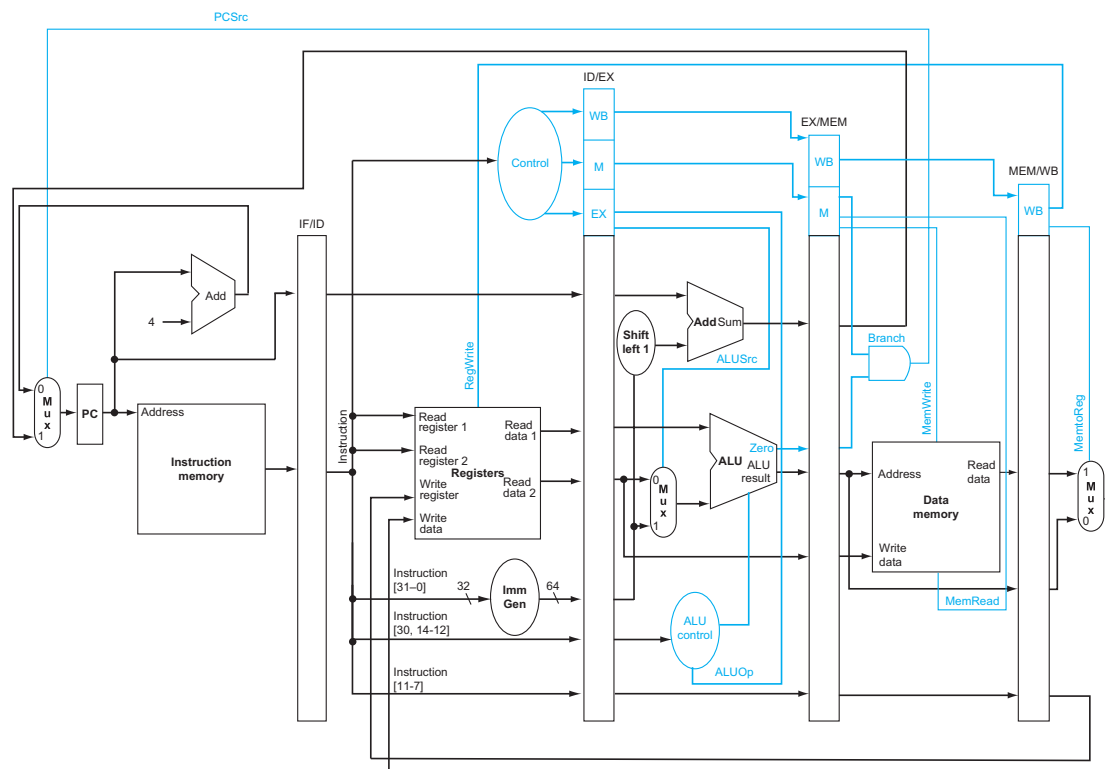 PCSrc
ID/EX
WB
EX/MEM
Control
M
WB
MEM/WB
EX
M
WB
IF/ID
Add
4
Add Sum
Shift
left 1
Branch
ALUSrc
RegWrite
MemWrite
MemtoReg
0
M
u
x
1
PC
Address
Instruction
memory
Instruction
Read
register 1
Read
data 1
Read
register 2
Registers
Write
register
Read
data 2
Write
data
0
M
u
x
1
Zero
ALU
ALU
result
Address
Read
data
Data
memory
Write
data
1
M
u
x
0
Instruction
[31–0]
32
Imm
Gen
64
MemRead
Instruction
[30, 14-12]
ALU
control
Instruction
[11-7]
ALUOp